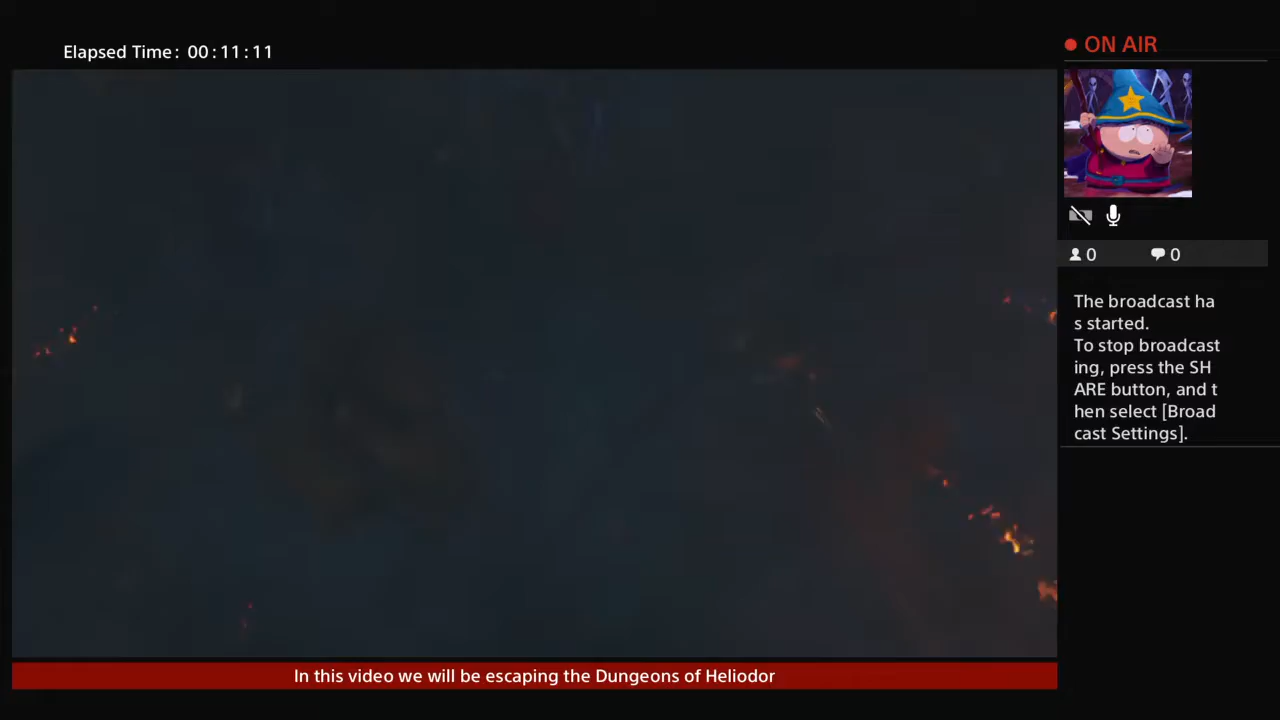 Elapsed Time: 00:11:11
ON AIR
0
0
The broadcast ha
s started.
To stop broadcast
ing, press the SH
ARE button, and t
hen select [Broad
cast Settings].
In this video we will be escaping the Dungeons of Heliodor